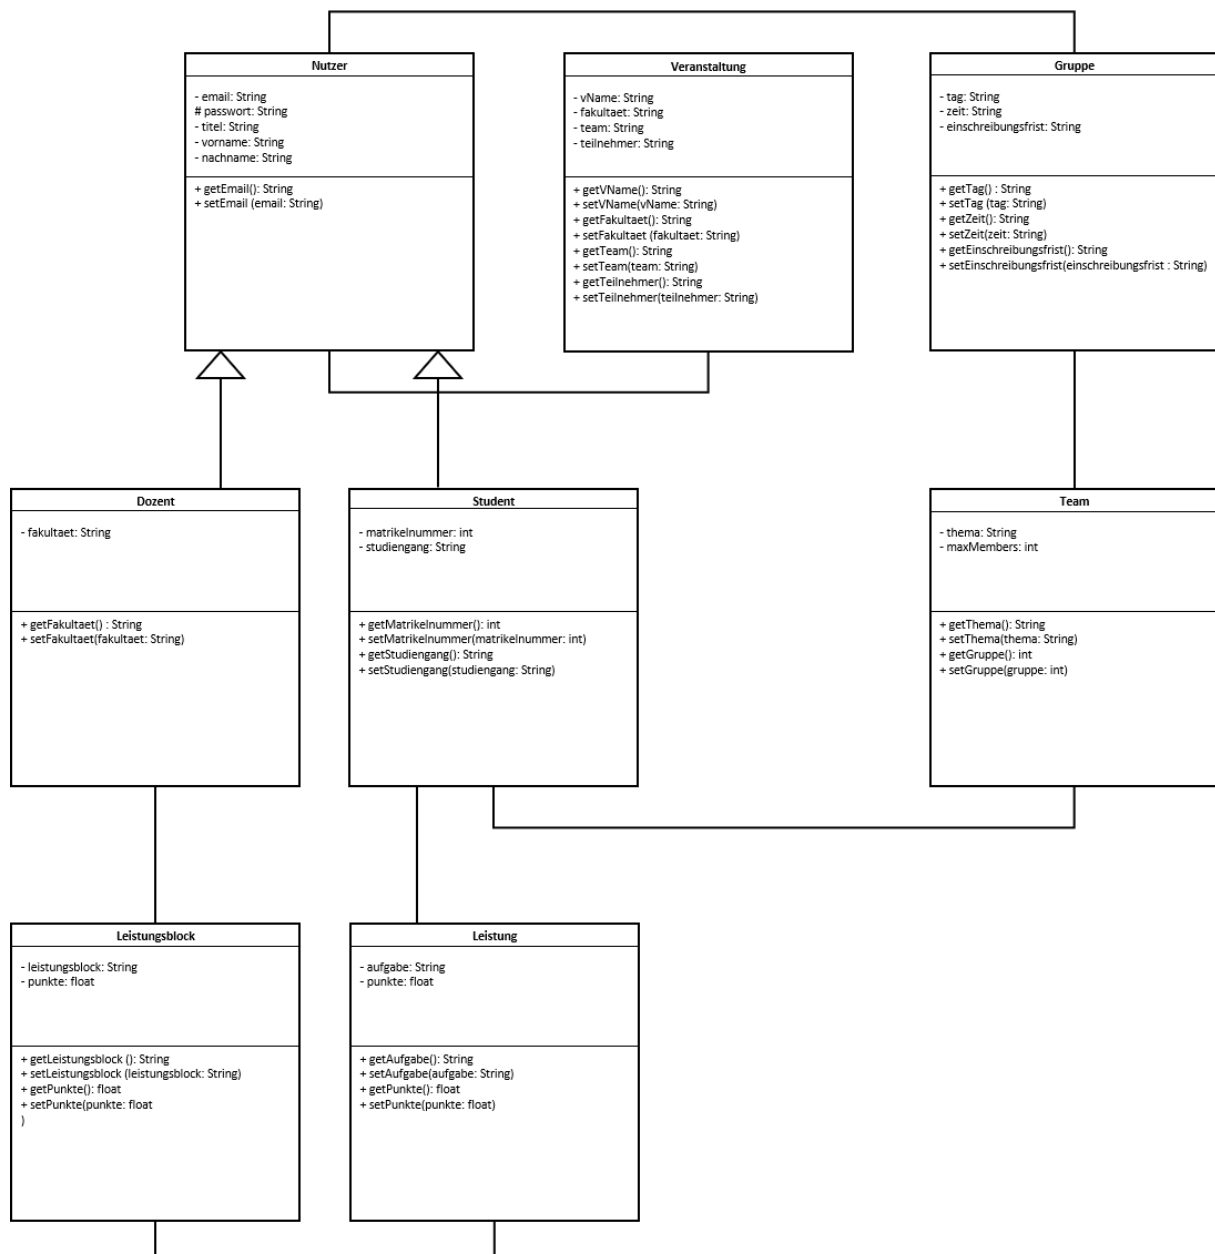 Nutzer
- email: String
# passwort: String
- titel: String
- vorname: String
- nachname: String
+ getEmail(): String
+ setEmail (email: String)
Veranstaltung
- vName: String
- fakultaet: String
- team: String
- teilnehmer: String
+ getVName(): String
+ setVName(vName: String)
+ getFakultaet(): String
+ setFakultaet (fakultaet: String)
+ getTeam(): String
+ setTeam(team: String)
+ getTeilnehmer(): String
+ setTeilnehmer(teilnehmer: String)
Gruppe
- tag: String
- zeit: String
- einschreibungsfrist: String
+ getTag() : String
+ setTag (tag: String)
+ getZeit(): String
+ setZeit(zeit: String)
+ getEinschreibungsfrist(): String
+ setEinschreibungsfrist(einschreibungsfrist : String)
Dozent
- fakultaet: String
+ getFakultaet() : String
+ setFakultaet(fakultaet: String)
Student
- matrikelnummer: int
- studiengang: String
+ getMatrikelnummer(): int
+ setMatrikelnummer(matrikelnummer: int)
+ getStudiengang(): String
+ setStudiengang(studiengang: String)
Team
- thema: String
- maxMembers: int
+ getThema(): String
+ setThema(thema: String)
+ getGruppe(): int
+ setGruppe(gruppe: int)
Leistungsblock
- leistungsblock: String
- punkte: float
+ getLeistungsblock (): String
+ setLeistungsblock (leistungsblock: String)
+ getPunkte(): float
+ setPunkte(punkte: float
)
Leistung
- aufgabe: String
- punkte: float
+ getAufgabe(): String
+ setAufgabe(aufgabe: String)
+ getPunkte(): float
+ setPunkte(punkte: float)